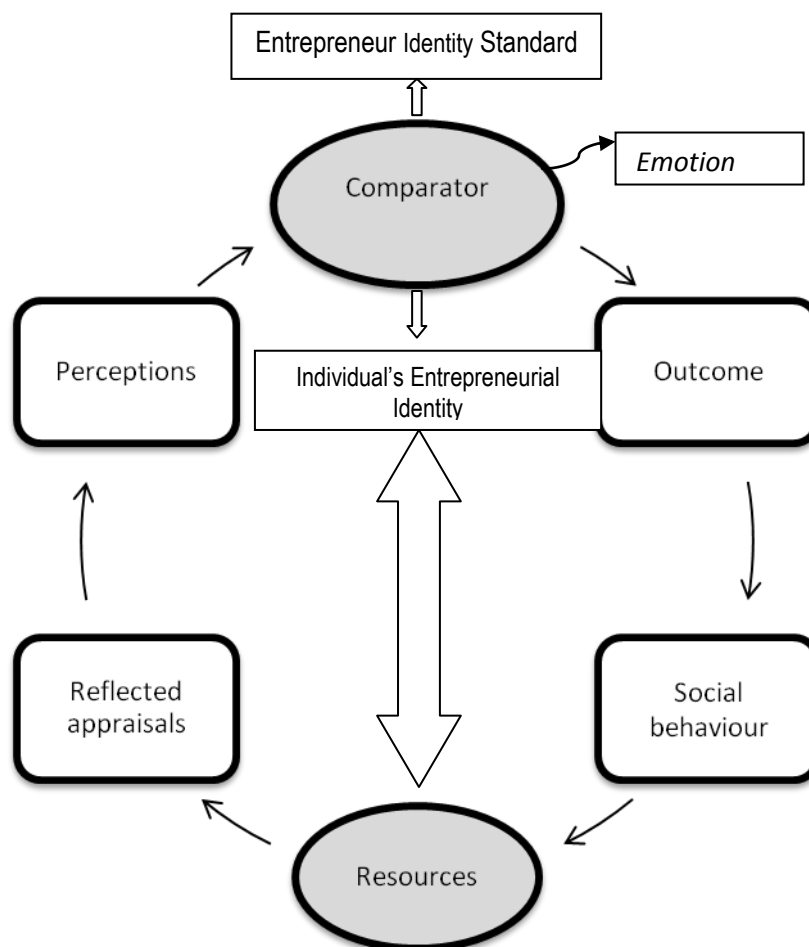 Entrepreneur Identity Standard
Emotion
Comparator
Perceptions
Individual's Entrepreneurial
Identity
Outcome
Reflected
appraisals
Social
behaviour
Resources